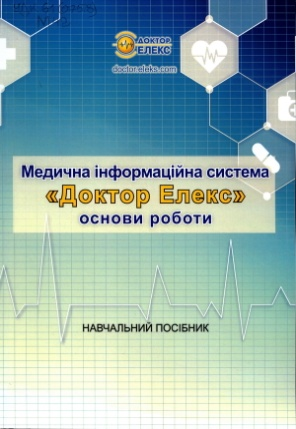 ДОКТОР
ЕЛЕКС
doctor.eleks.com
Медична інформаційна система
«Доктор Елекс»
основи роботи
НАВЧАЛЬНИЙ ПОСІБНИК